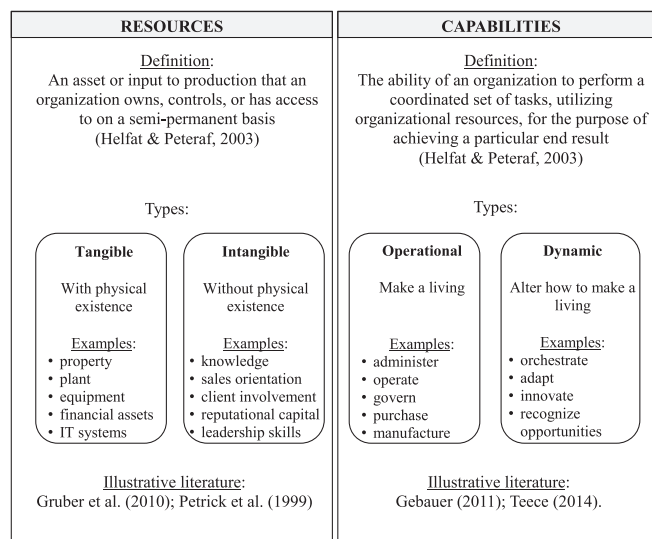 RESOURCES
Definition:
An asset or input to production that an
organization owns, controls, or has access
to on a semi-permanent basis
(Helfat & Peteraf, 2003)
Types:
Tangible
With physical
existence
Examples:
• property
• plant
• equipment
• financial assets
• IT systems
Intangible
Without physical
existence
Examples:
• knowledge
• sales orientation
• client involvement
• reputational capital
• leadership skills
Illustrative literature:
Gruber et al. (2010); Petrick et al. (1999)
CAPABILITIES
Definition:
The ability of an organization to perform a
coordinated set of tasks, utilizing
organizational resources, for the purpose of
achieving a particular end result
(Helfat & Peteraf, 2003)
Types:
Operational
Make a living
Examples:
• administer
• operate
• govern
• purchase
• manufacture
Dynamic
Alter how to make a
living
Examples:
• orchestrate
• adapt
• innovate
• recognize
opportunities
Illustrative literature:
Gebauer (2011); Teece (2014).